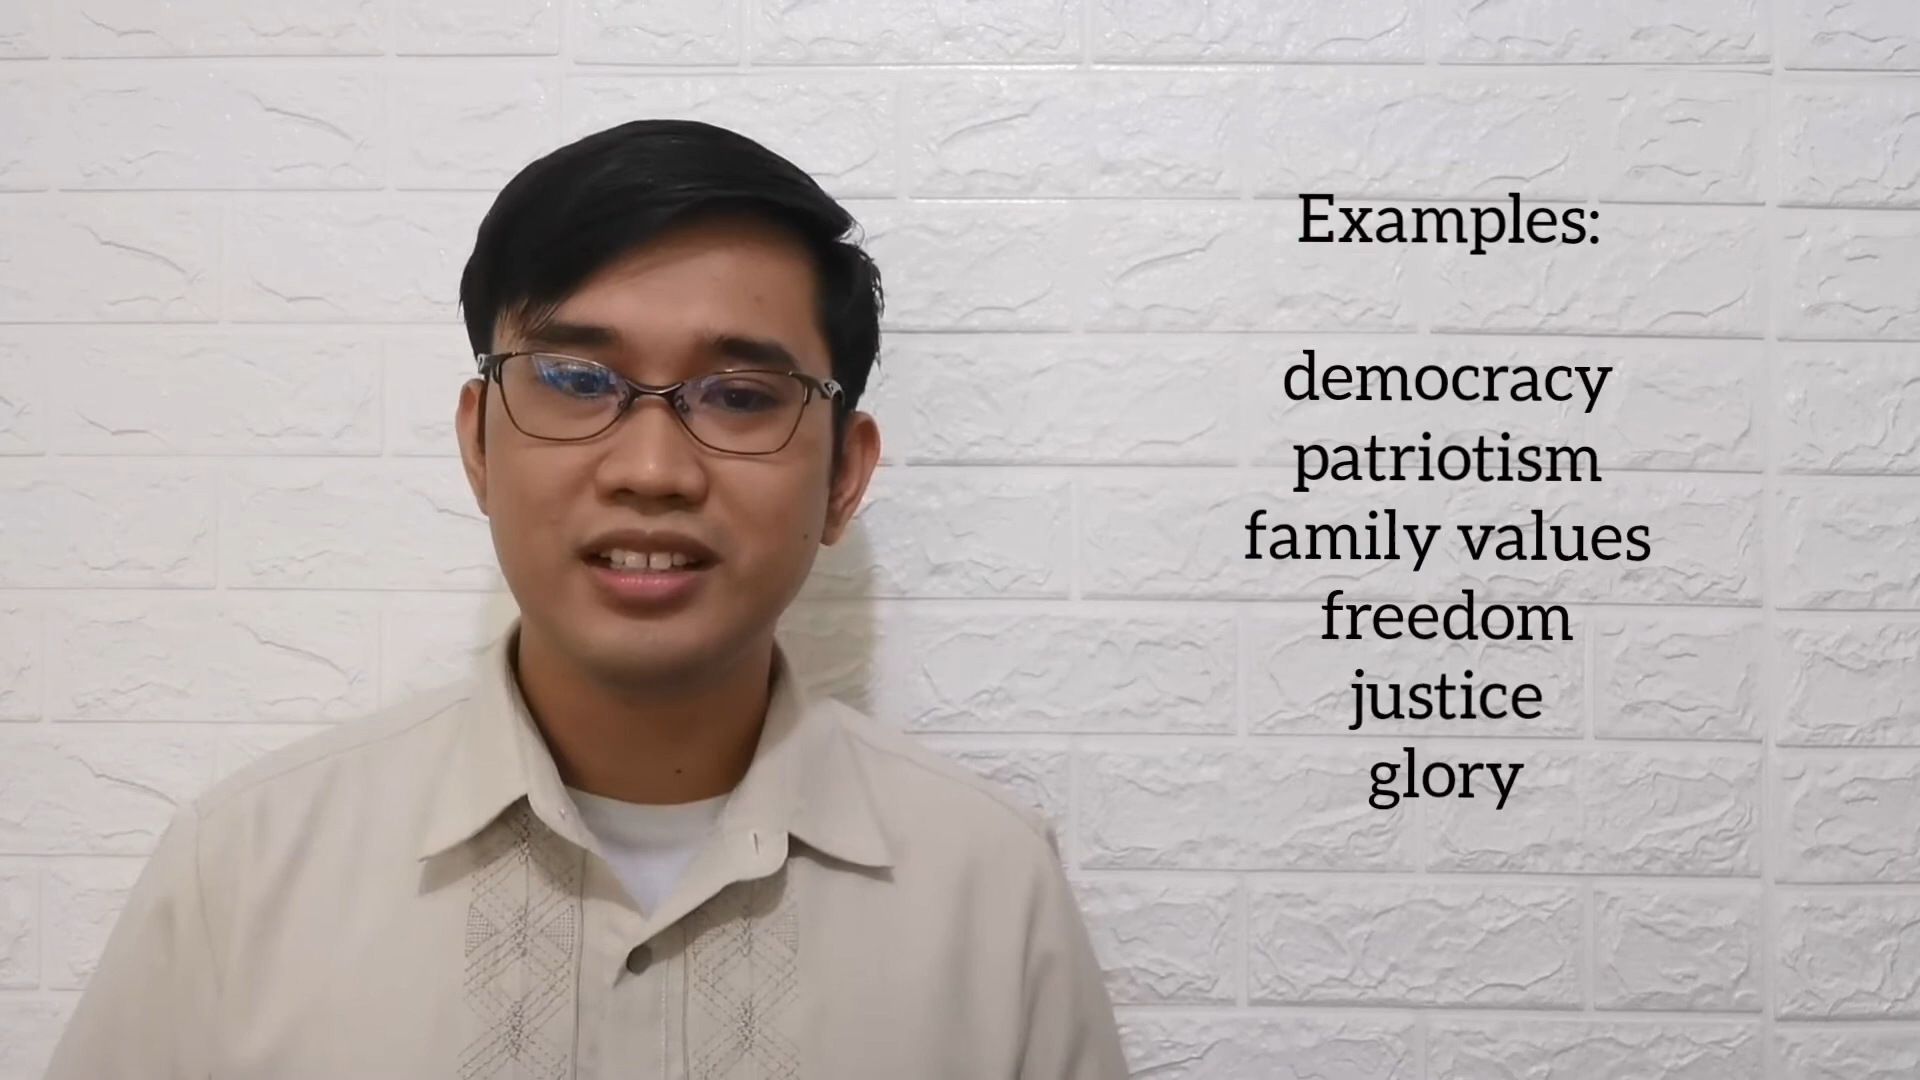 Examples:
democracy
patriotism
family values
freedom
justice
glory